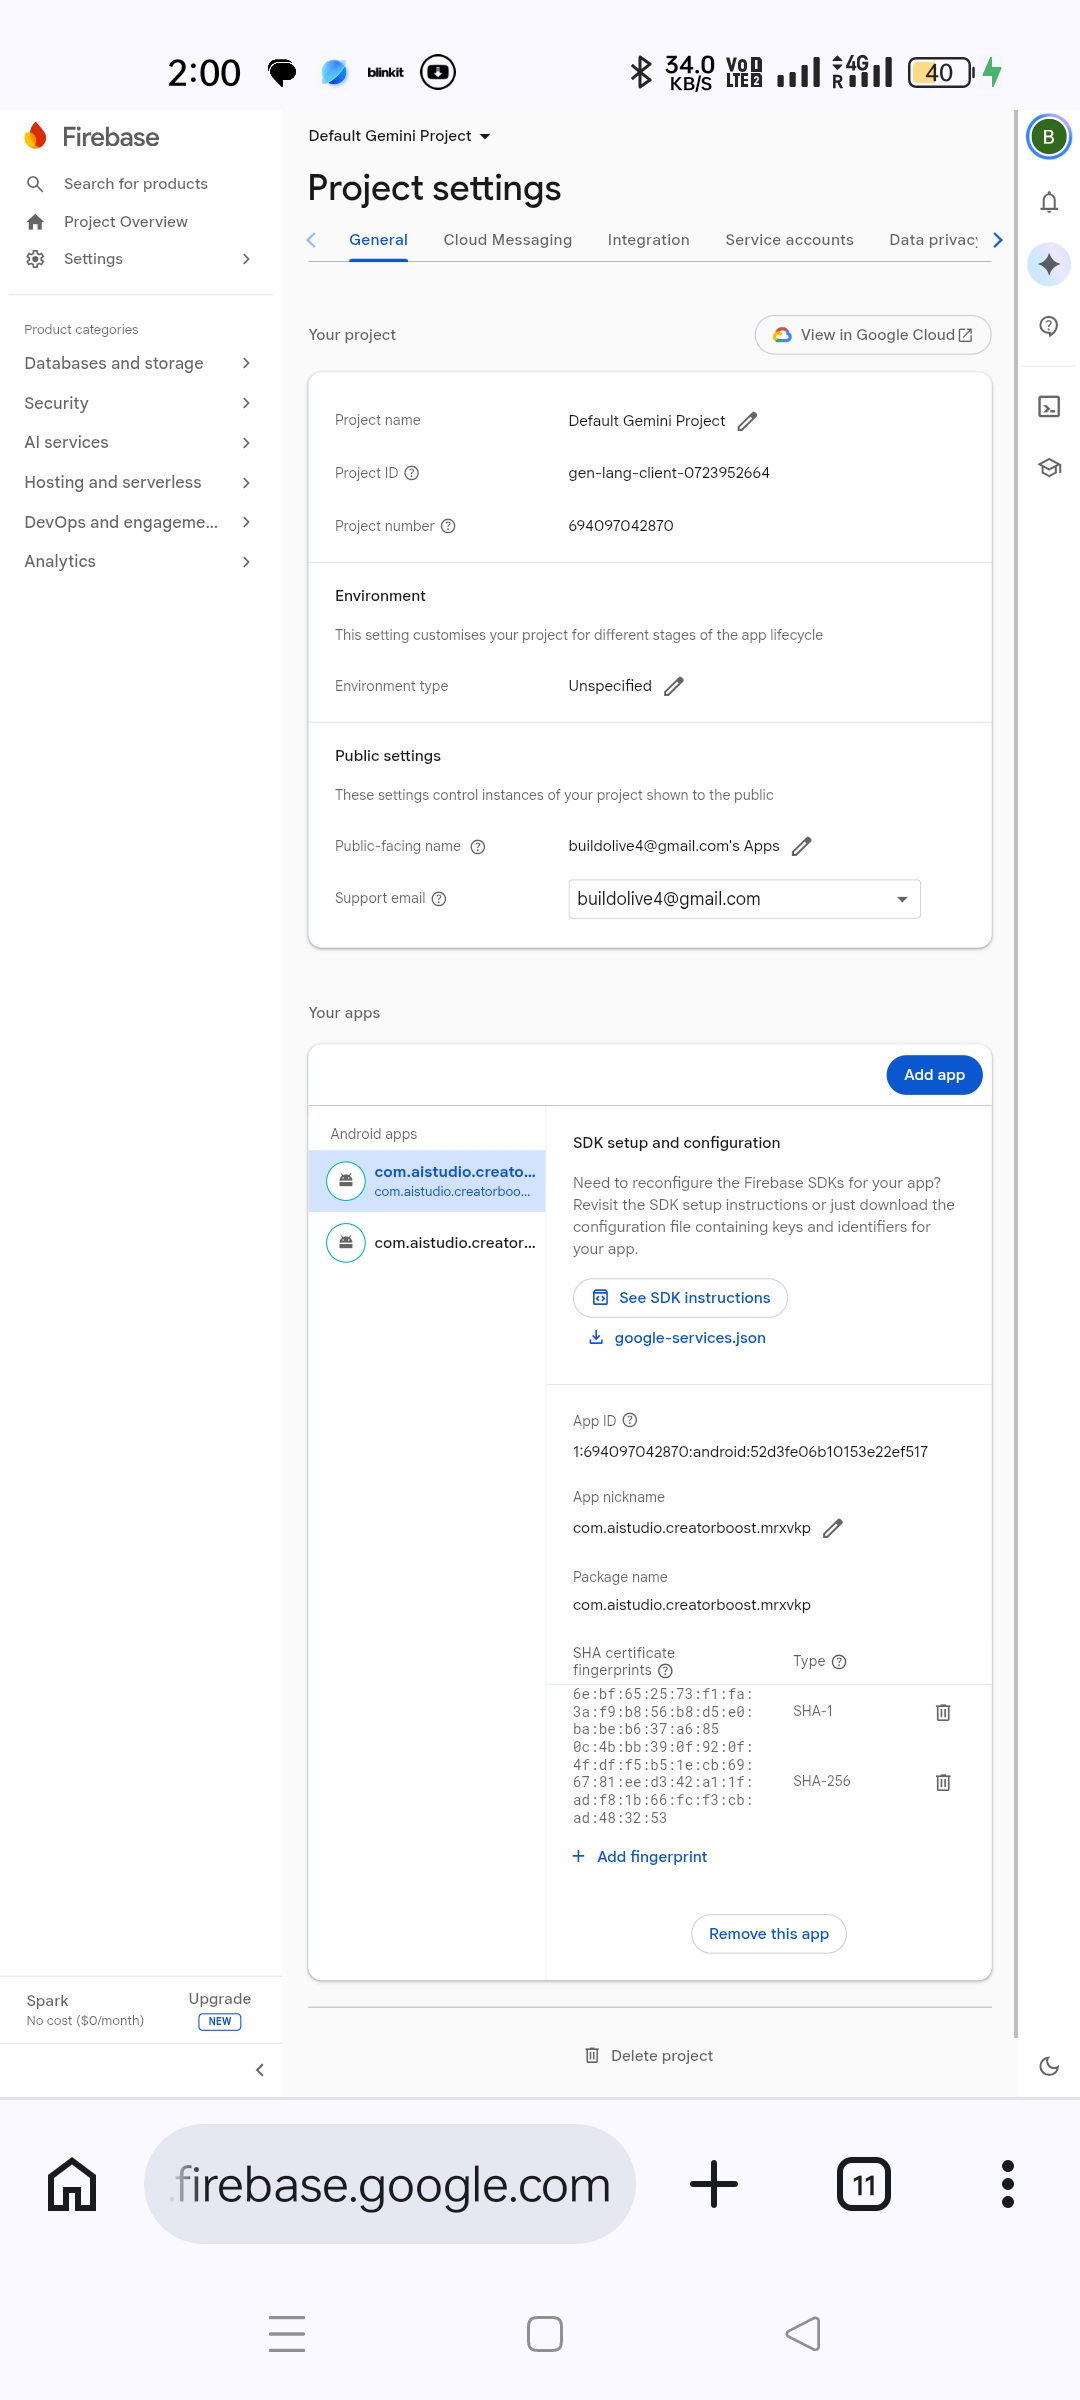 2:00
blinkit
34.0
KB/S
Vo D
LTE 2
4G
R
40
Firebase
Search for products
Project Overview
Settings
Product categories
Databases and storage
Security
AI services
Hosting and serverless
DevOps and engageme...
Analytics
Spark
No cost ($0/month)
Upgrade
NEW
Default Gemini Project
Project settings
General
Cloud Messaging
Integration
Service accounts
Data privacy
B
Your project
View in Google Cloud
Project name
Default Gemini Project
Project ID
gen-lang-client-0723952664
Project number
694097042870
Environment
This setting customises your project for different stages of the app lifecycle
Environment type
Unspecified
Public settings
These settings control instances of your project shown to the public
Public-facing name
buildolive4@gmail.com's Apps
Support email
buildolive4@gmail.com
Your apps
Add app
Android apps
com.aistudio.creato...
com.aistudio.creatorboo...
com.aistudio.creator...
SDK setup and configuration
Need to reconfigure the Firebase SDKs for your app?
Revisit the SDK setup instructions or just download the
configuration file containing keys and identifiers for
your app.
See SDK instructions
google-services.json
App ID
1:694097042870:android:52d3fe06b10153e22ef517
App nickname
com.aistudio.creatorboost.mrxvkp
Package name
com.aistudio.creatorboost.mrxvkp
SHA certificate
fingerprints
Type
6e:bf:65:25:73:f1:fa:
3a:f9:b8:56:b8:d5:e0:
ba:be:b6:37:a6:85
SHA-1
0c:4b:bb:39:0f:92:0f:
4f:df:f5:b5:1e:cb:69:
67:81:ee:d3:42:a1:1f:
ad:f8:1b:66:fc:f3:cb:
ad:48:32:53
SHA-256
Add fingerprint
Remove this app
Delete project
.firebase.google.com
11